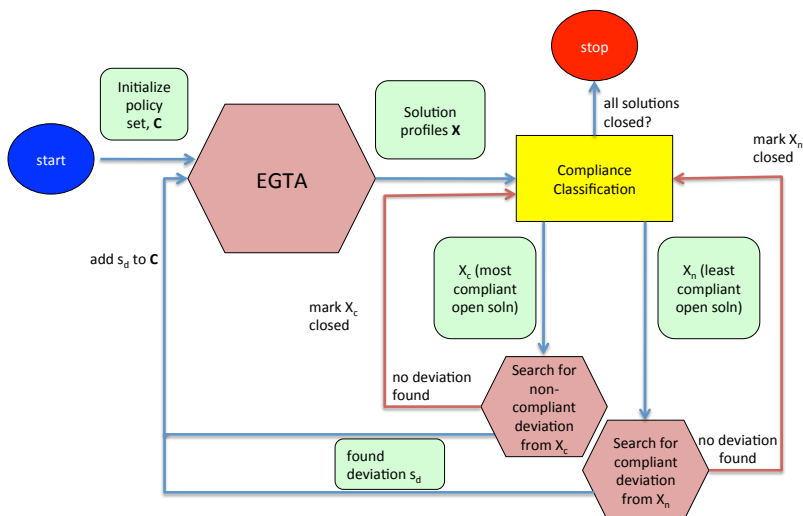 stop
Initialize
policy
set, C
Solution
profiles X
all solutions
closed?
mark Xn
closed
start
EGTA
Compliance
Classification
add sd to C
Xc (most
compliant
open soln)
Xn (least
compliant
open soln)
mark Xc
closed
no deviation
found
Search for
non-
compliant
deviation
from Xc
found
deviation sd
Search for
compliant
deviation
from Xn
no deviation
found